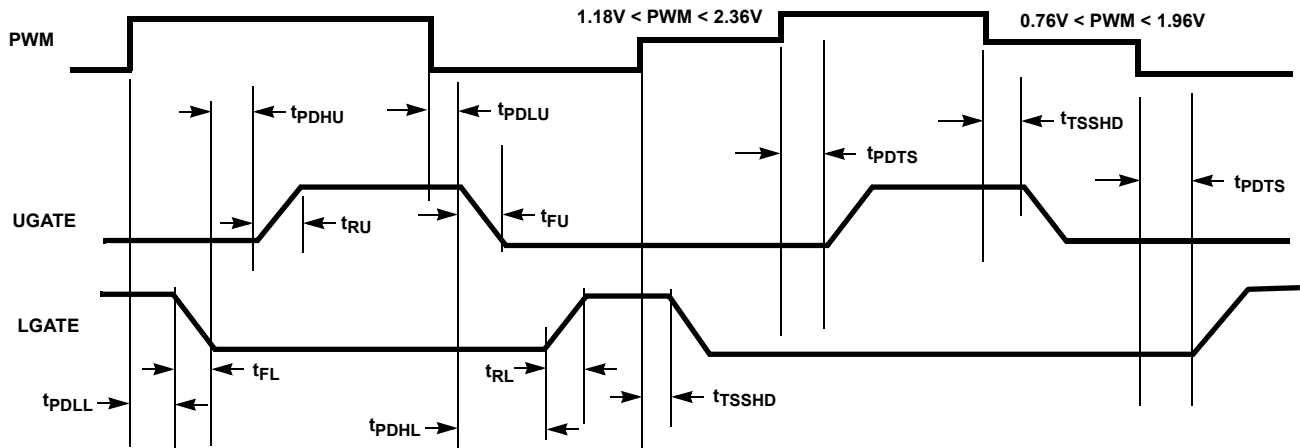 1.18V < PWM < 2.36V
0.76V < PWM < 1.96V
PWM
tPDHU
tPDLU
tTSSHD
tPDTS
tPDTS
UGATE
tRU
tFU
LGATE
tFL
tRL
tPDLL
tTSSHD
tPDHL